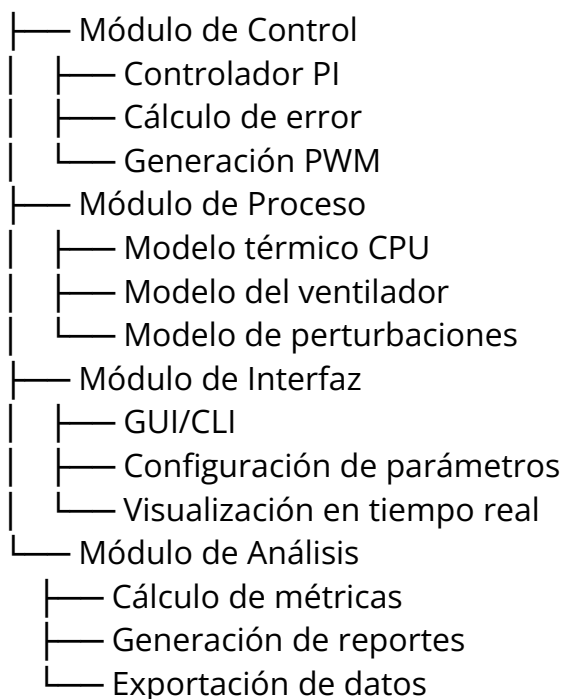 ├── Módulo de Control
│   ├── Controlador PI
│   ├── Cálculo de error
│   └── Generación PWM
├── Módulo de Proceso
│   ├── Modelo térmico CPU
│   ├── Modelo del ventilador
│   └── Modelo de perturbaciones
├── Módulo de Interfaz
│   ├── GUI/CLI
│   ├── Configuración de parámetros
│   └── Visualización en tiempo real
└── Módulo de Análisis
    ├── Cálculo de métricas
    ├── Generación de reportes
    └── Exportación de datos